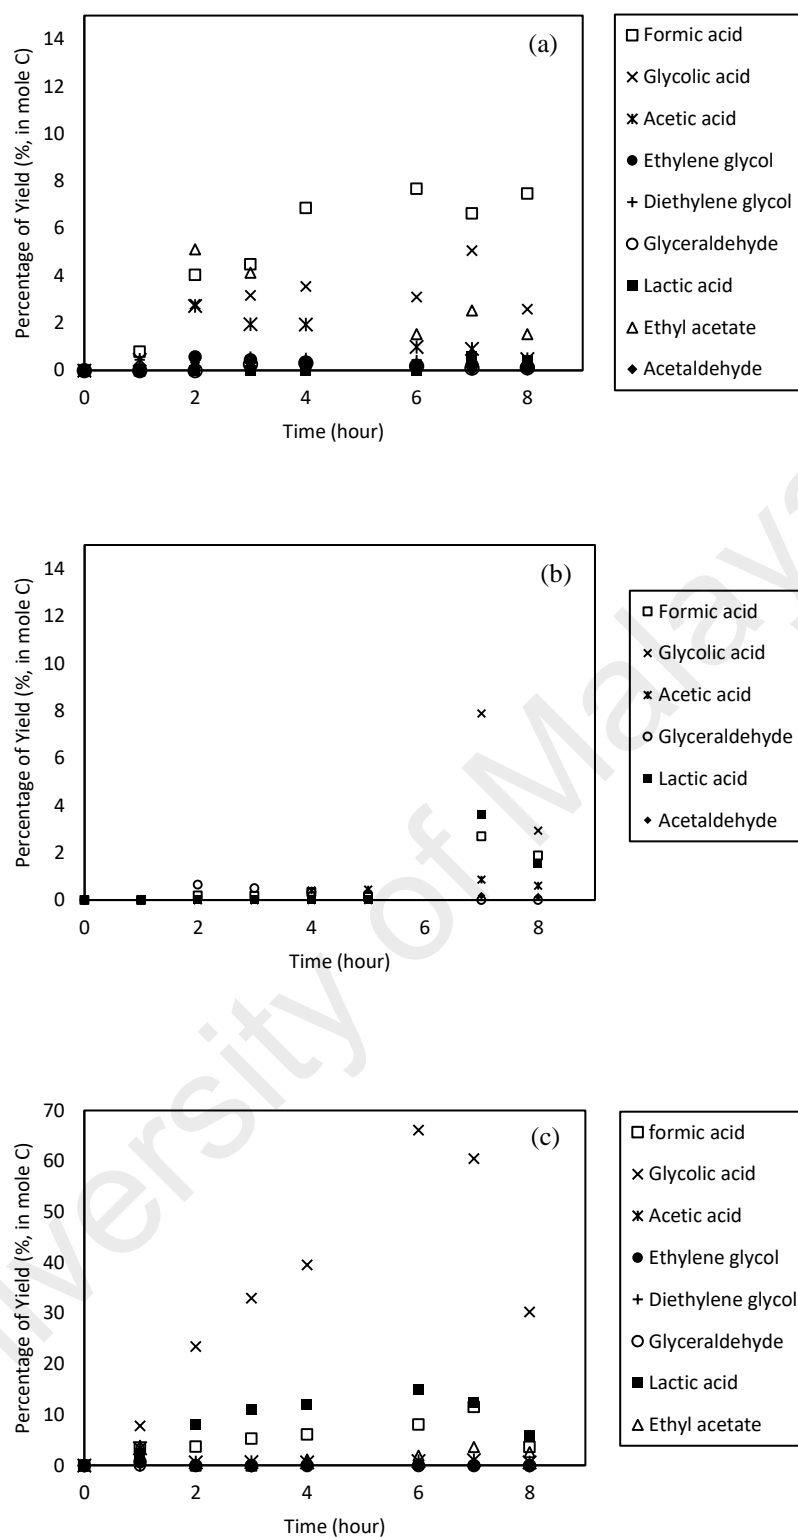 (a)
14
12
10
8
6
4
2
0
0 2 4 6 8
Percentage of Yield (%, in mole C)
Time (hour)
Formic acid
Glycolic acid
Acetic acid
Ethylene glycol
Diethylene glycol
Glyceraldehyde
Lactic acid
Ethyl acetate
Acetaldehyde
(b)
14
12
10
8
6
4
2
0
0 2 4 6 8
Percentage of Yield (%, in mole C)
Time (hour)
Formic acid
Glycolic acid
Acetic acid
Glyceraldehyde
Lactic acid
Acetaldehyde
(c)
70
60
50
40
30
20
10
0
0 2 4 6 8
Percentage of Yield (%, in mole C)
Time (hour)
formic acid
Glycolic acid
Acetic acid
Ethylene glycol
Diethylene glycol
Glyceraldehyde
Lactic acid
Ethyl acetate
iversity of Malaya